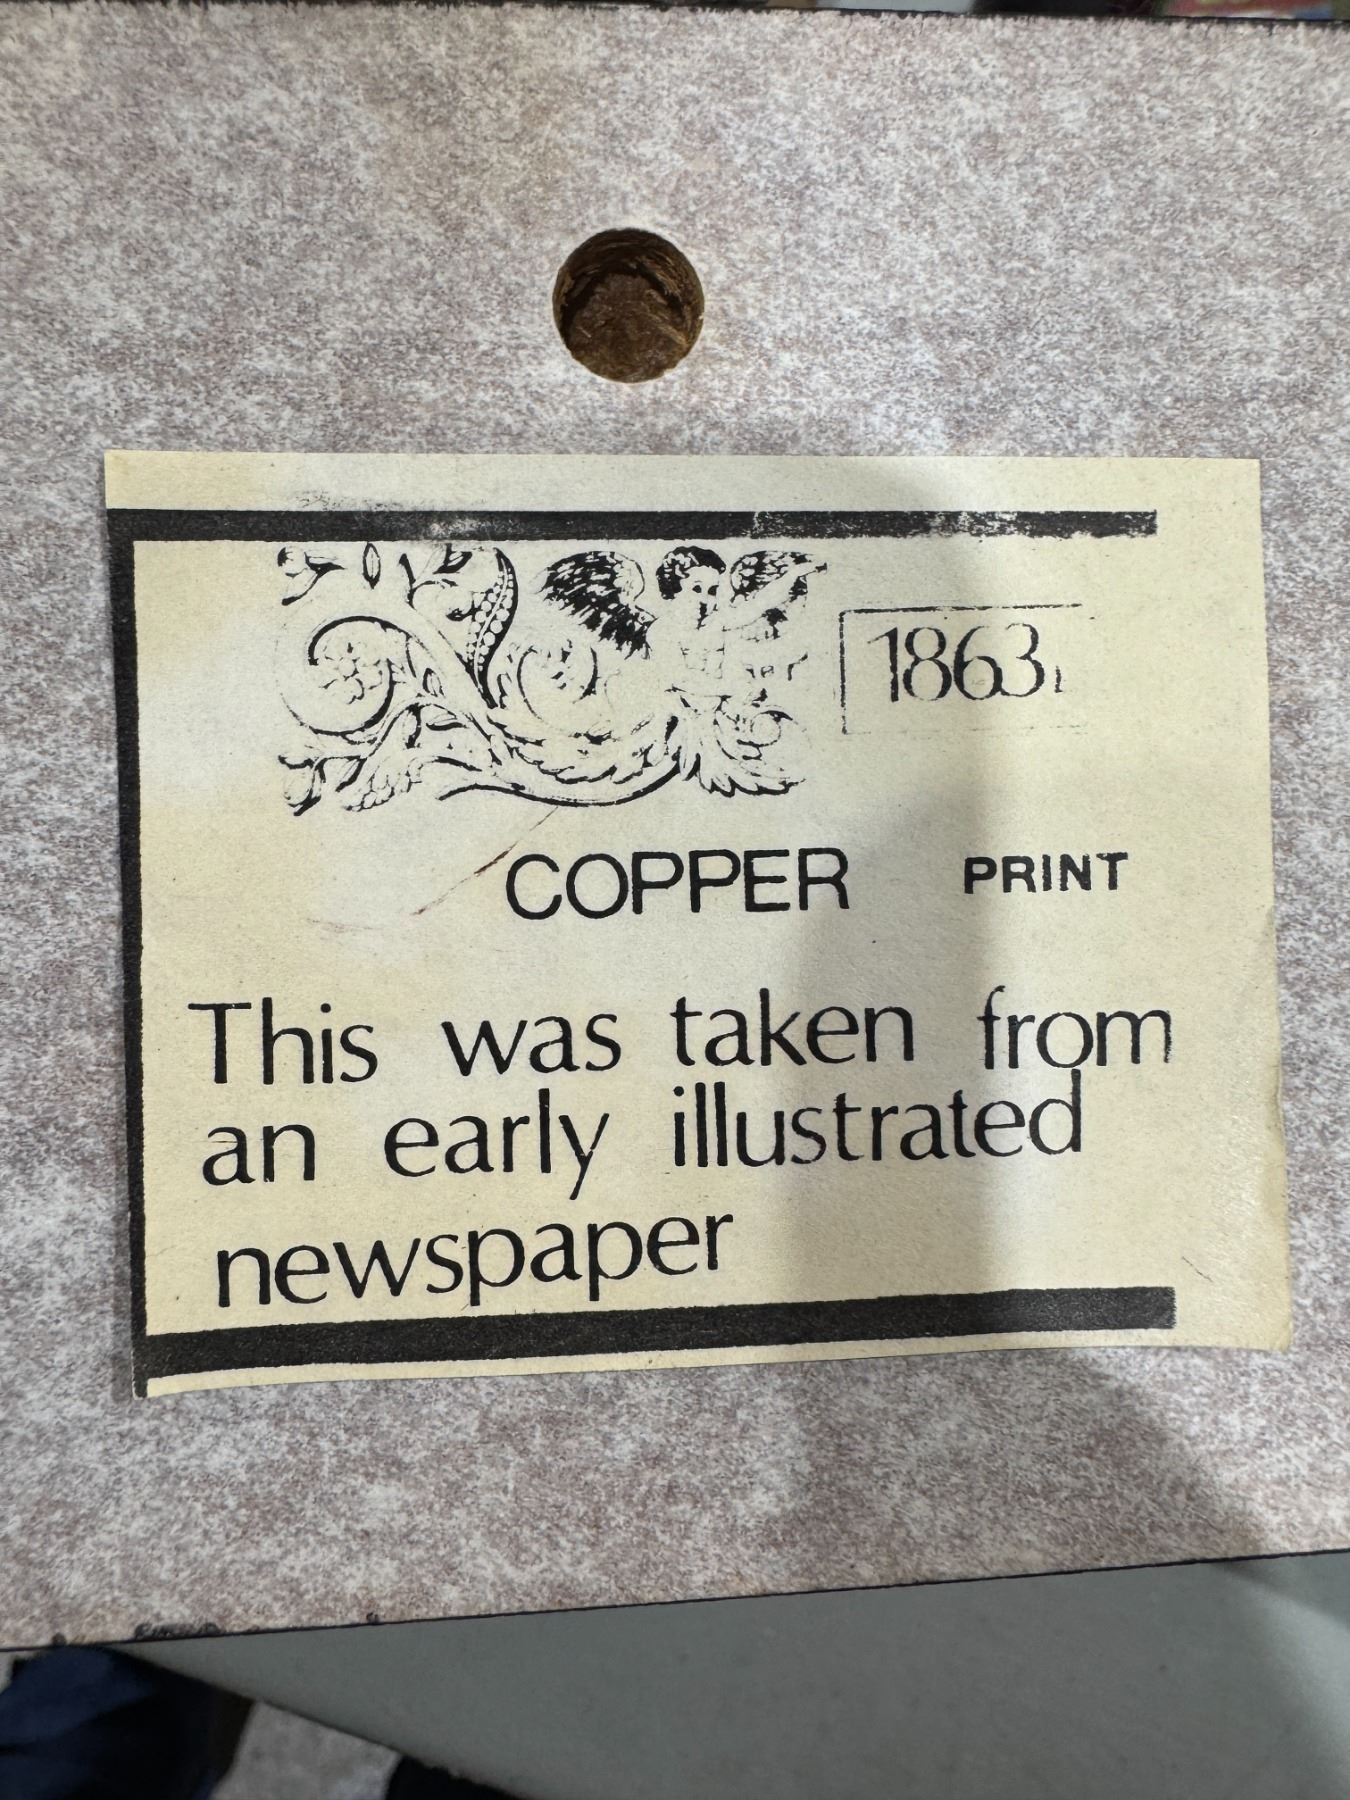 1863
COPPER PRINT
This was taken from
an early illustrated
newspaper